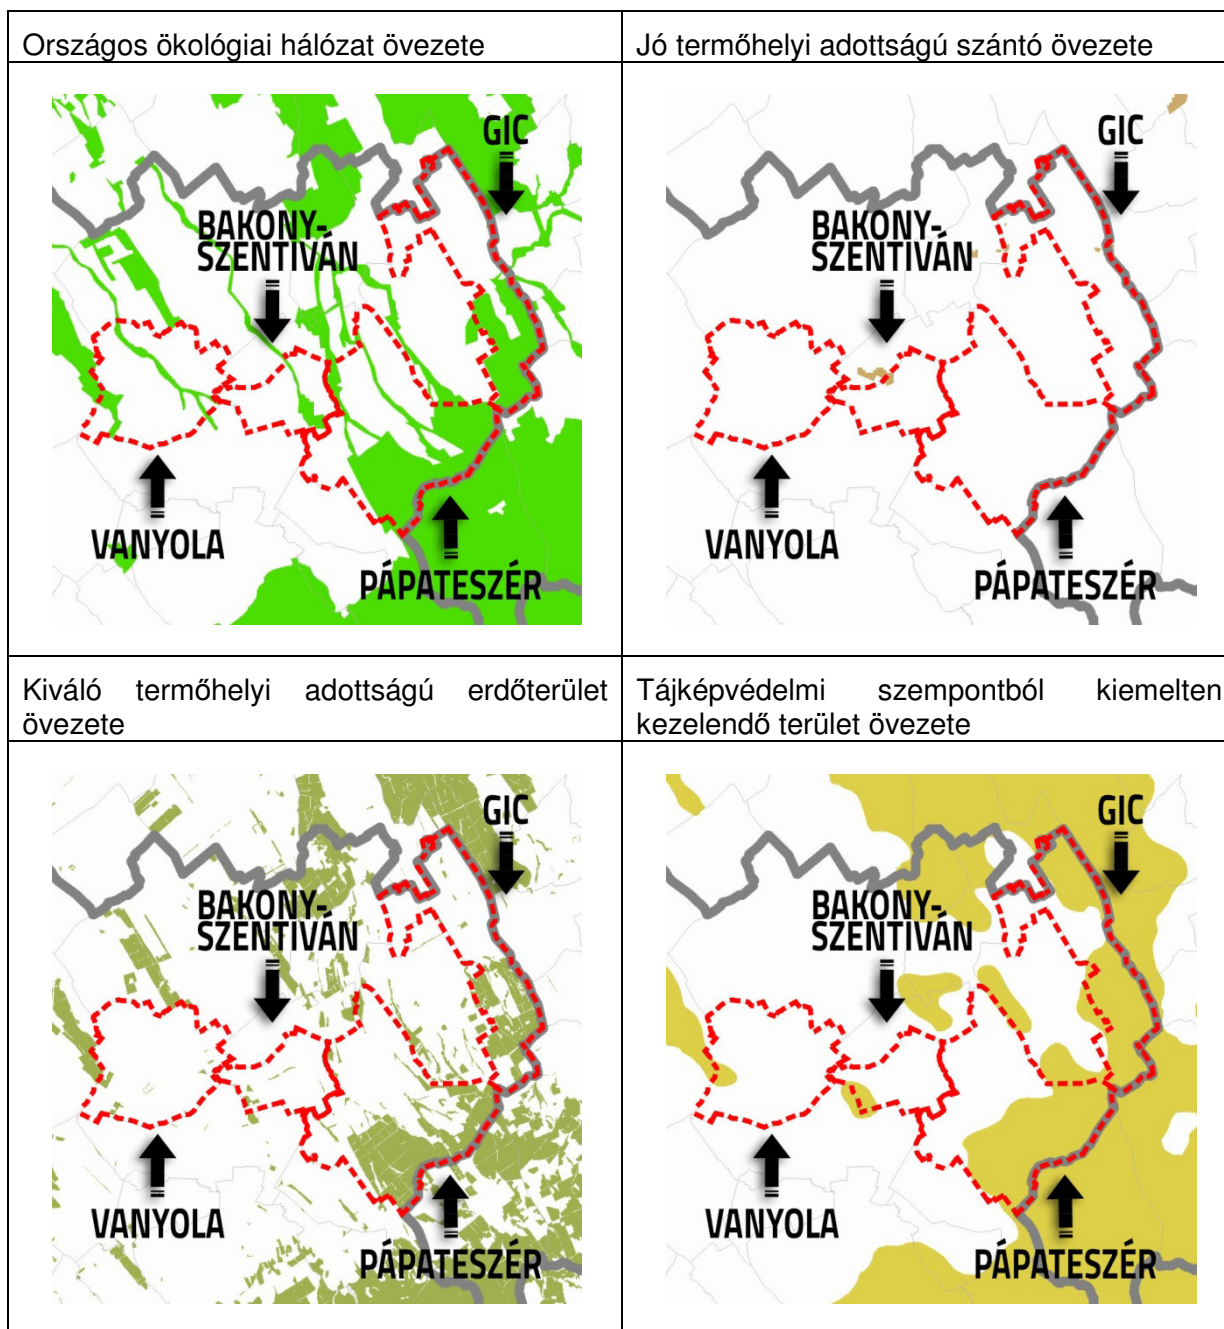 Országos ökológiai hálózat övezete
Jó termőhelyi adottságú szántó övezete
GIC
BAKONY-
SZENTIVÁN
VANYOLA
PÁPATESZÉR
GIC
BAKONY-
SZENTIVÁN
VANYOLA
PÁPATESZÉR
Kiváló termőhelyi adottságú erdőterület
övezete
Tájképvédelmi szempontból kiemelten
kezelendő terület övezete
GIC
BAKONY-
SZENTIVÁN
VANYOLA
PÁPATESZÉR
GIC
BAKONY-
SZENTIVÁN
VANYOLA
PÁPATESZÉR